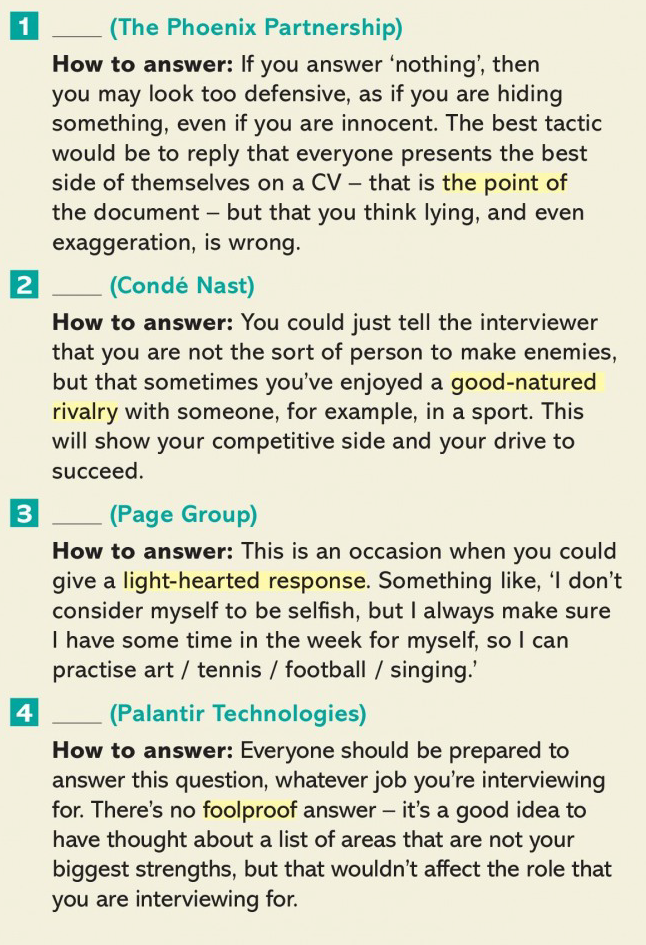 1 ____ (The Phoenix Partnership)
How to answer: If you answer ‘nothing’, then
you may look too defensive, as if you are hiding
something, even if you are innocent. The best tactic
would be to reply that everyone presents the best
side of themselves on a CV – that is the point of
the document – but that you think lying, and even
exaggeration, is wrong.
2 ____ (Condé Nast)
How to answer: You could just tell the interviewer
that you are not the sort of person to make enemies,
but that sometimes you’ve enjoyed a good-natured
rivalry with someone, for example, in a sport. This
will show your competitive side and your drive to
succeed.
3 ____ (Page Group)
How to answer: This is an occasion when you could
give a light-hearted response. Something like, ‘I don’t
consider myself to be selfish, but I always make sure
I have some time in the week for myself, so I can
practise art / tennis / football / singing.’
4 ____ (Palantir Technologies)
How to answer: Everyone should be prepared to
answer this question, whatever job you’re interviewing
for. There’s no foolproof answer – it’s a good idea to
have thought about a list of areas that are not your
biggest strengths, but that wouldn’t affect the role that
you are interviewing for.